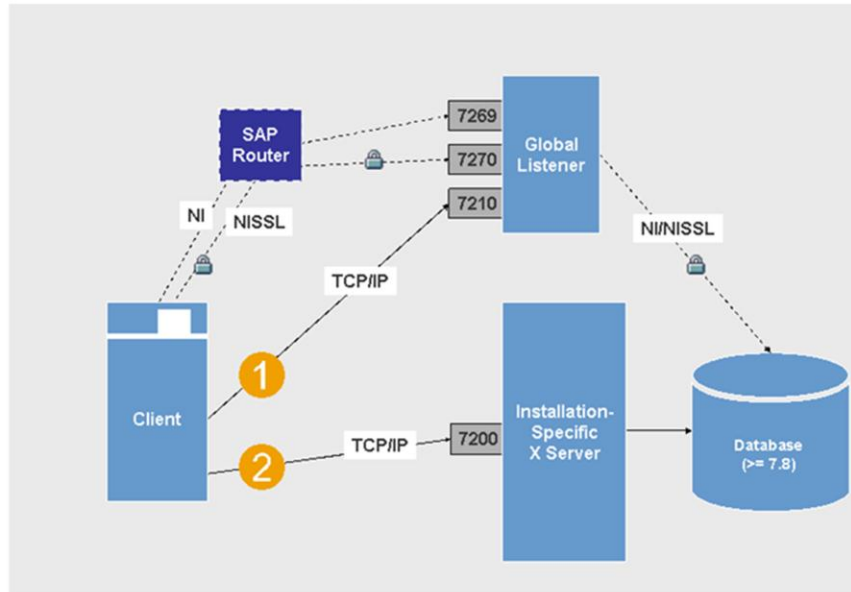 SAP
Router
7269
7270
7210
Global
Listener
NI
NISSL
NI/NISSL
TCP/IP
1
Client
2
TCP/IP
7200
Installation-
Specific
X Server
Database
(>= 7.8)